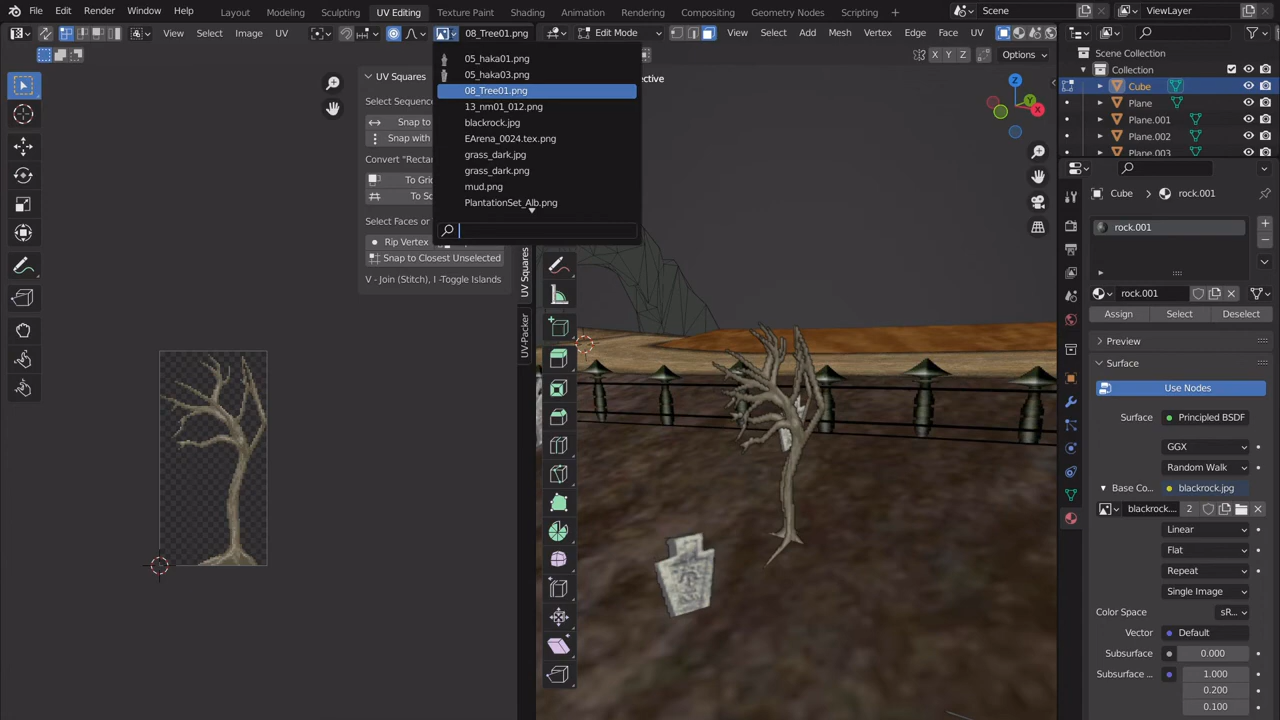 File Edit Render Window Help
Layout Modeling Sculpting UV Editing Texture Paint Shading Animation Rendering Compositing Geometry Nodes Scripting
Scene
ViewLayer
View Select Image UV
08_Tree01.png
Edit Mode
View Select Add Mesh Vertex Edge Face UV
X Y Z
Options
UV Squares
Select Sequenc
Snap to
Snap with
Convert "Rectan
To Grid
To So
Select Faces or
Rip Vertex
Snap to Closest Unselected
V - Join (Stitch), I -Toggle Islands
UV Squares
UV-Packer
05_haka01.png
05_haka03.png
08_Tree01.png
13_nm01_012.png
blackrock.jpg
EArena_0024.tex.png
grass_dark.jpg
grass_dark.png
mud.png
PlantationSet_Alb.png
ective
Z
X
Scene Collection
Collection
Cube
Plane
Plane.001
Plane.002
Plane.003
Cube
rock.001
rock.001
rock.001
Assign Select Deselect
Preview
Surface
Use Nodes
Surface Principled BSDF
GGX
Random Walk
Base Co... blackrock.jpg
blackrock.... 2
Linear
Flat
Repeat
Single Image
Color Space sR...
Vector Default
Subsurface 0.000
Subsurface ... 1.000
0.200
0.100